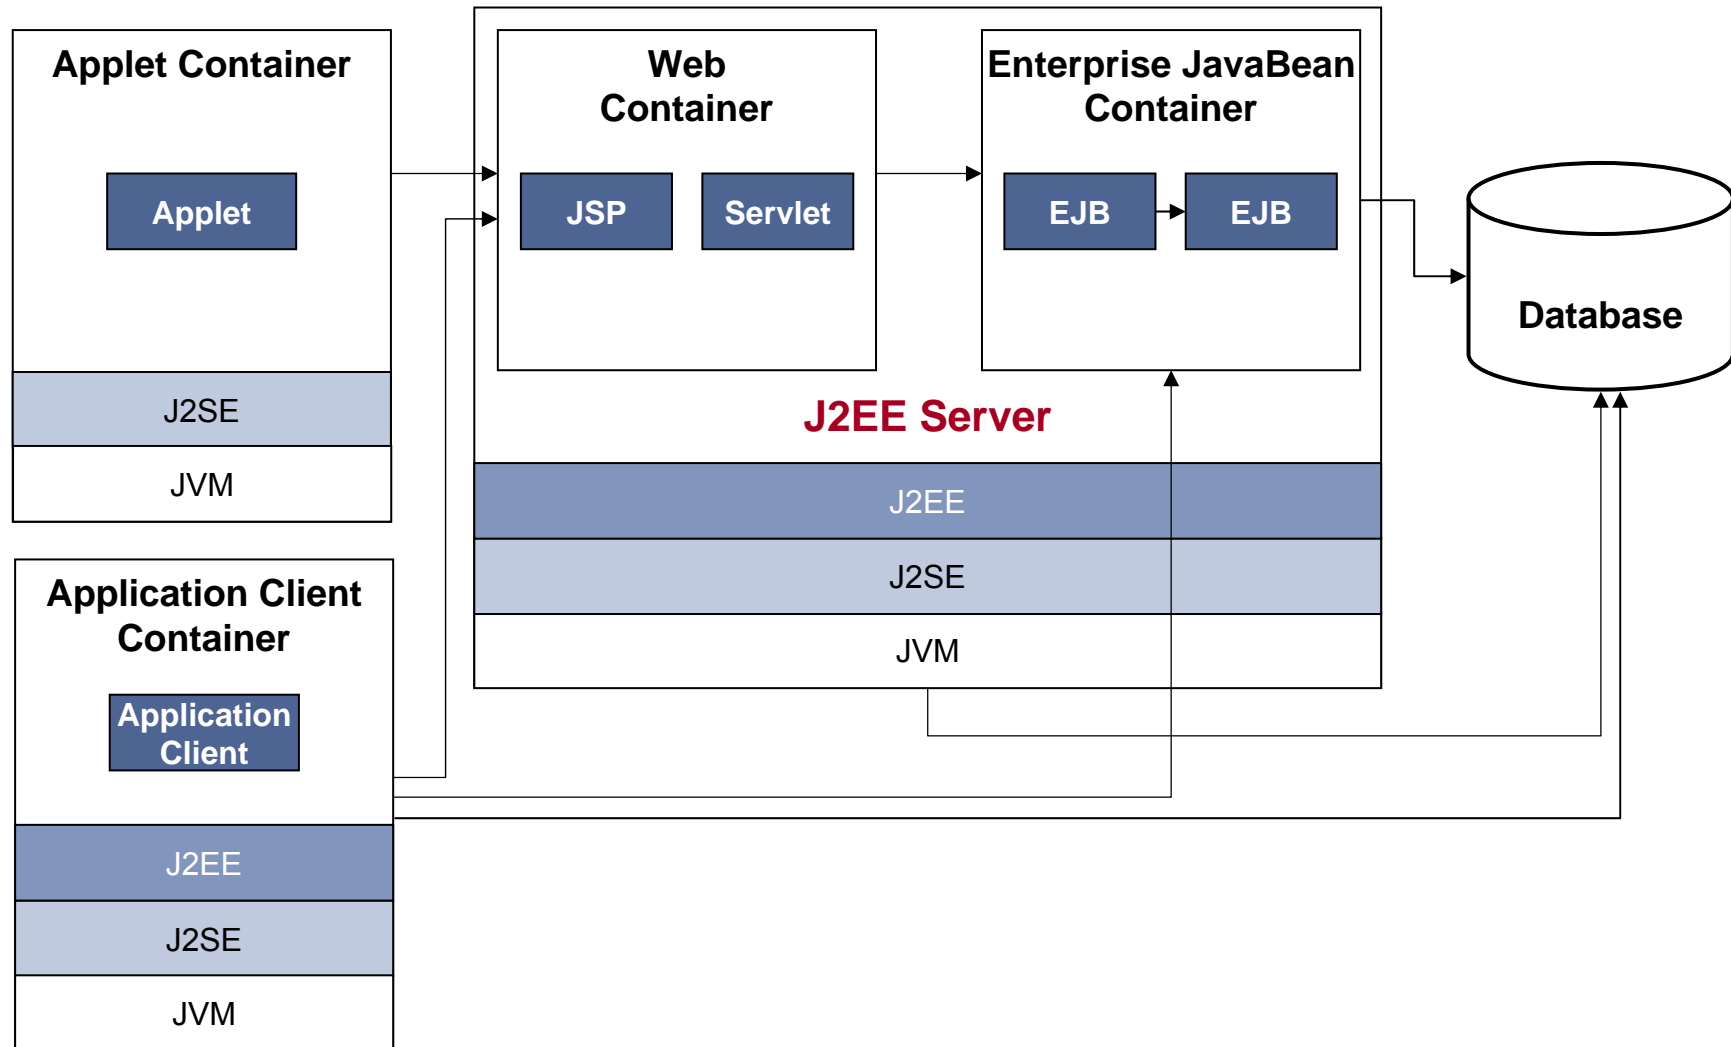 Applet Container
Applet
J2SE
JVM
Application Client
Container
Application
Client
J2EE
J2SE
JVM
Web
Container
JSP
Servlet
Enterprise JavaBean
Container
EJB
EJB
J2EE Server
J2EE
J2SE
JVM
Database